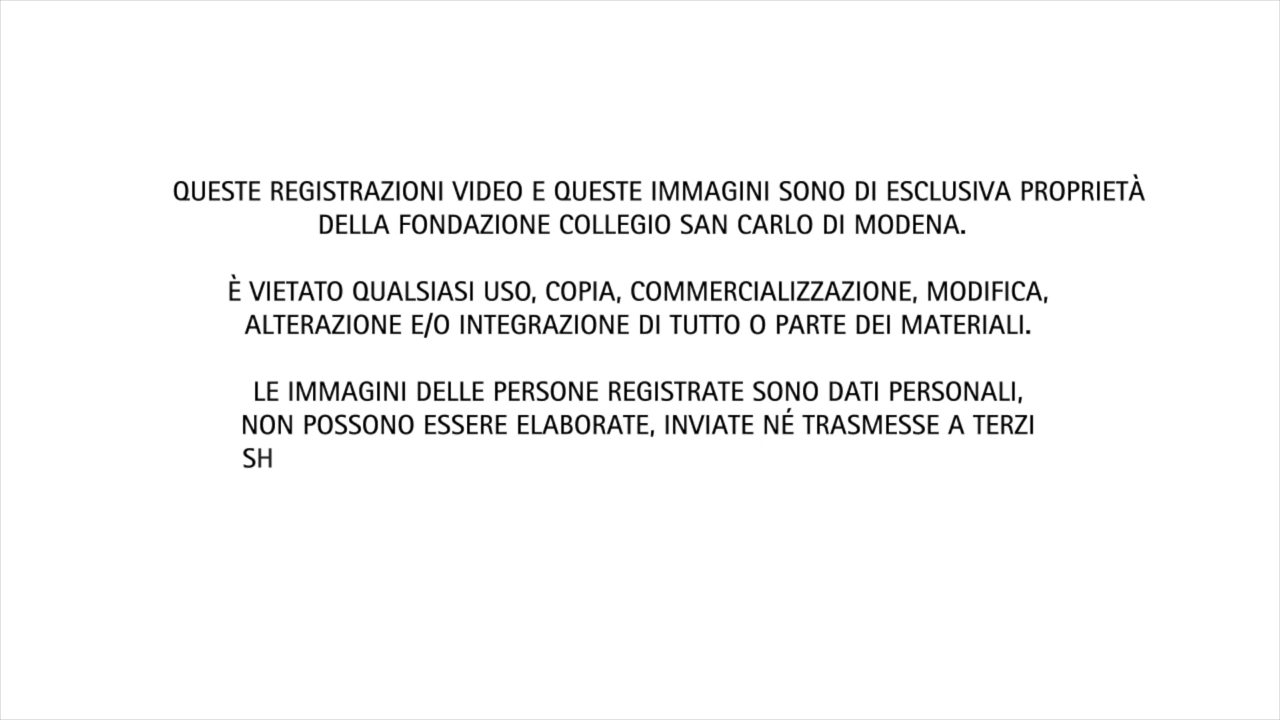 QUESTE REGISTRAZIONI VIDEO E QUESTE IMMAGINI SONO DI ESCLUSIVA PROPRIETÀ
DELLA FONDAZIONE COLLEGIO SAN CARLO DI MODENA.
È VIETATO QUALSIASI USO, COPIA, COMMERCIALIZZAZIONE, MODIFICA,
ALTERAZIONE E/O INTEGRAZIONE DI TUTTO O PARTE DEI MATERIALI.
LE IMMAGINI DELLE PERSONE REGISTRATE SONO DATI PERSONALI,
NON POSSONO ESSERE ELABORATE, INVIATE NÉ TRASMESSE A TERZI
SH